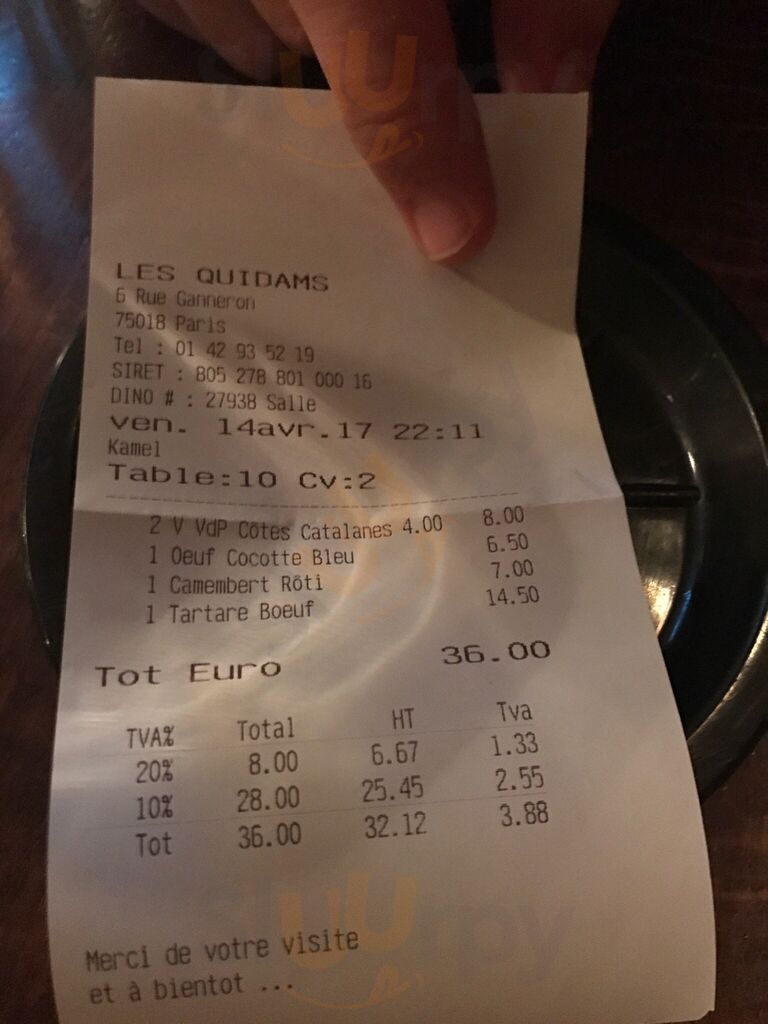 LES QUIDAMS
6 Rue Ganneron
75018 Paris
Tel : 01 42 93 52 19
SIRET : 805 278 801 000 16
DINO # : 27938 Salle
ven. 14avr.17 22:11
Kamel
Table:10 Cv:2
2 V VdP Côtes Catalanes 4.00 8.00
1 Oeuf Cocotte Bleu 6.50
1 Camembert Rôti 7.00
1 Tartare Boeuf 14.50
Tot Euro 36.00
TVA% Total HT Tva
20% 8.00 6.67 1.33
10% 28.00 25.45 2.55
Tot 36.00 32.12 3.88
Merci de votre visite
et à bientot ...